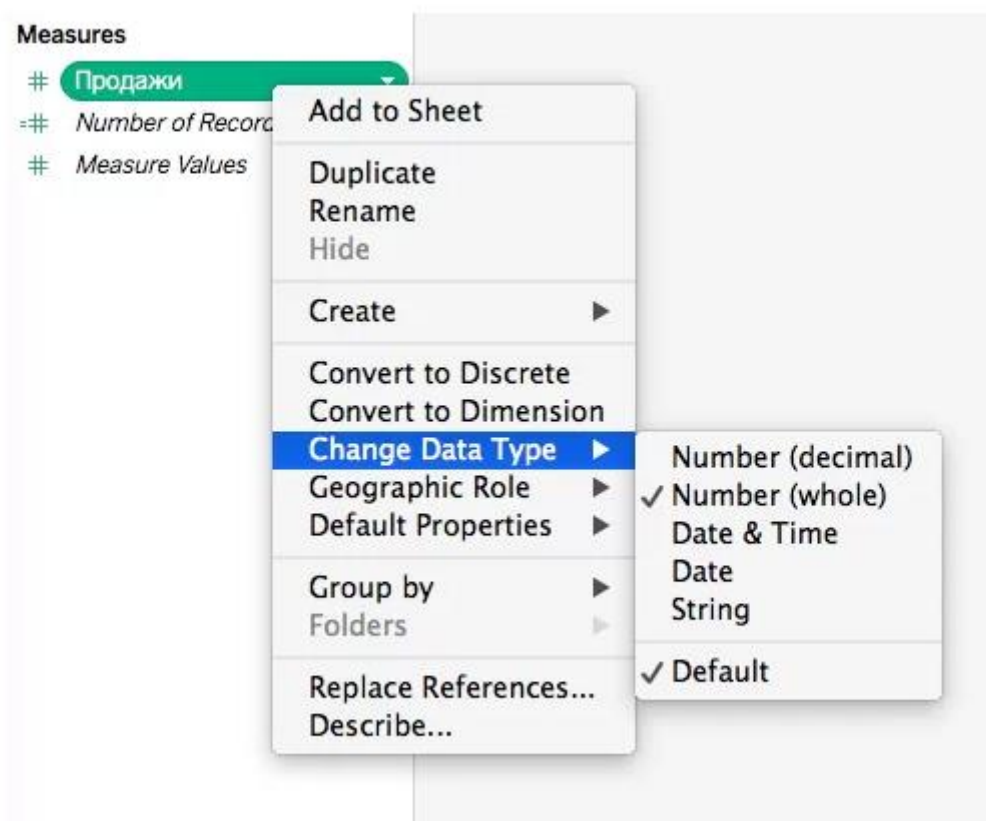 Measures
Продажи
Number of Record
Measure Values
Add to Sheet
Duplicate
Rename
Hide
Create
Convert to Discrete
Convert to Dimension
Change Data Type
Geographic Role
Default Properties
Group by
Folders
Replace References...
Describe...
Number (decimal)
Number (whole)
Date & Time
Date
String
Default